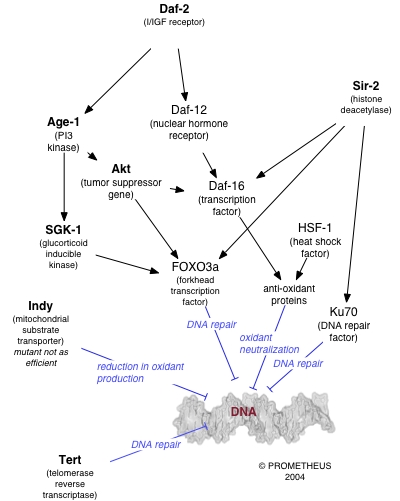 Daf-2
(I/IGF receptor)
Sir-2
(histone
deacetylase)
Daf-12
(nuclear hormone
receptor)
Age-1
(PI3
kinase)
Akt
(tumor suppressor
gene)
Daf-16
(transcription
factor)
SGK-1
(glucorticoid
inducible
kinase)
HSF-1
(heat shock
factor)
FOXO3a
(forkhead
transcription
factor)
anti-oxidant
proteins
Indy
(mitochondrial
substrate
transporter)
mutant not as
efficient
Ku70
(DNA repair
factor)
DNA repair
oxidant
neutralization
DNA repair
reduction in oxidant
production
DNA
DNA repair
Tert
(telomerase
reverse
transcriptase)
© PROMETHEUS
2004